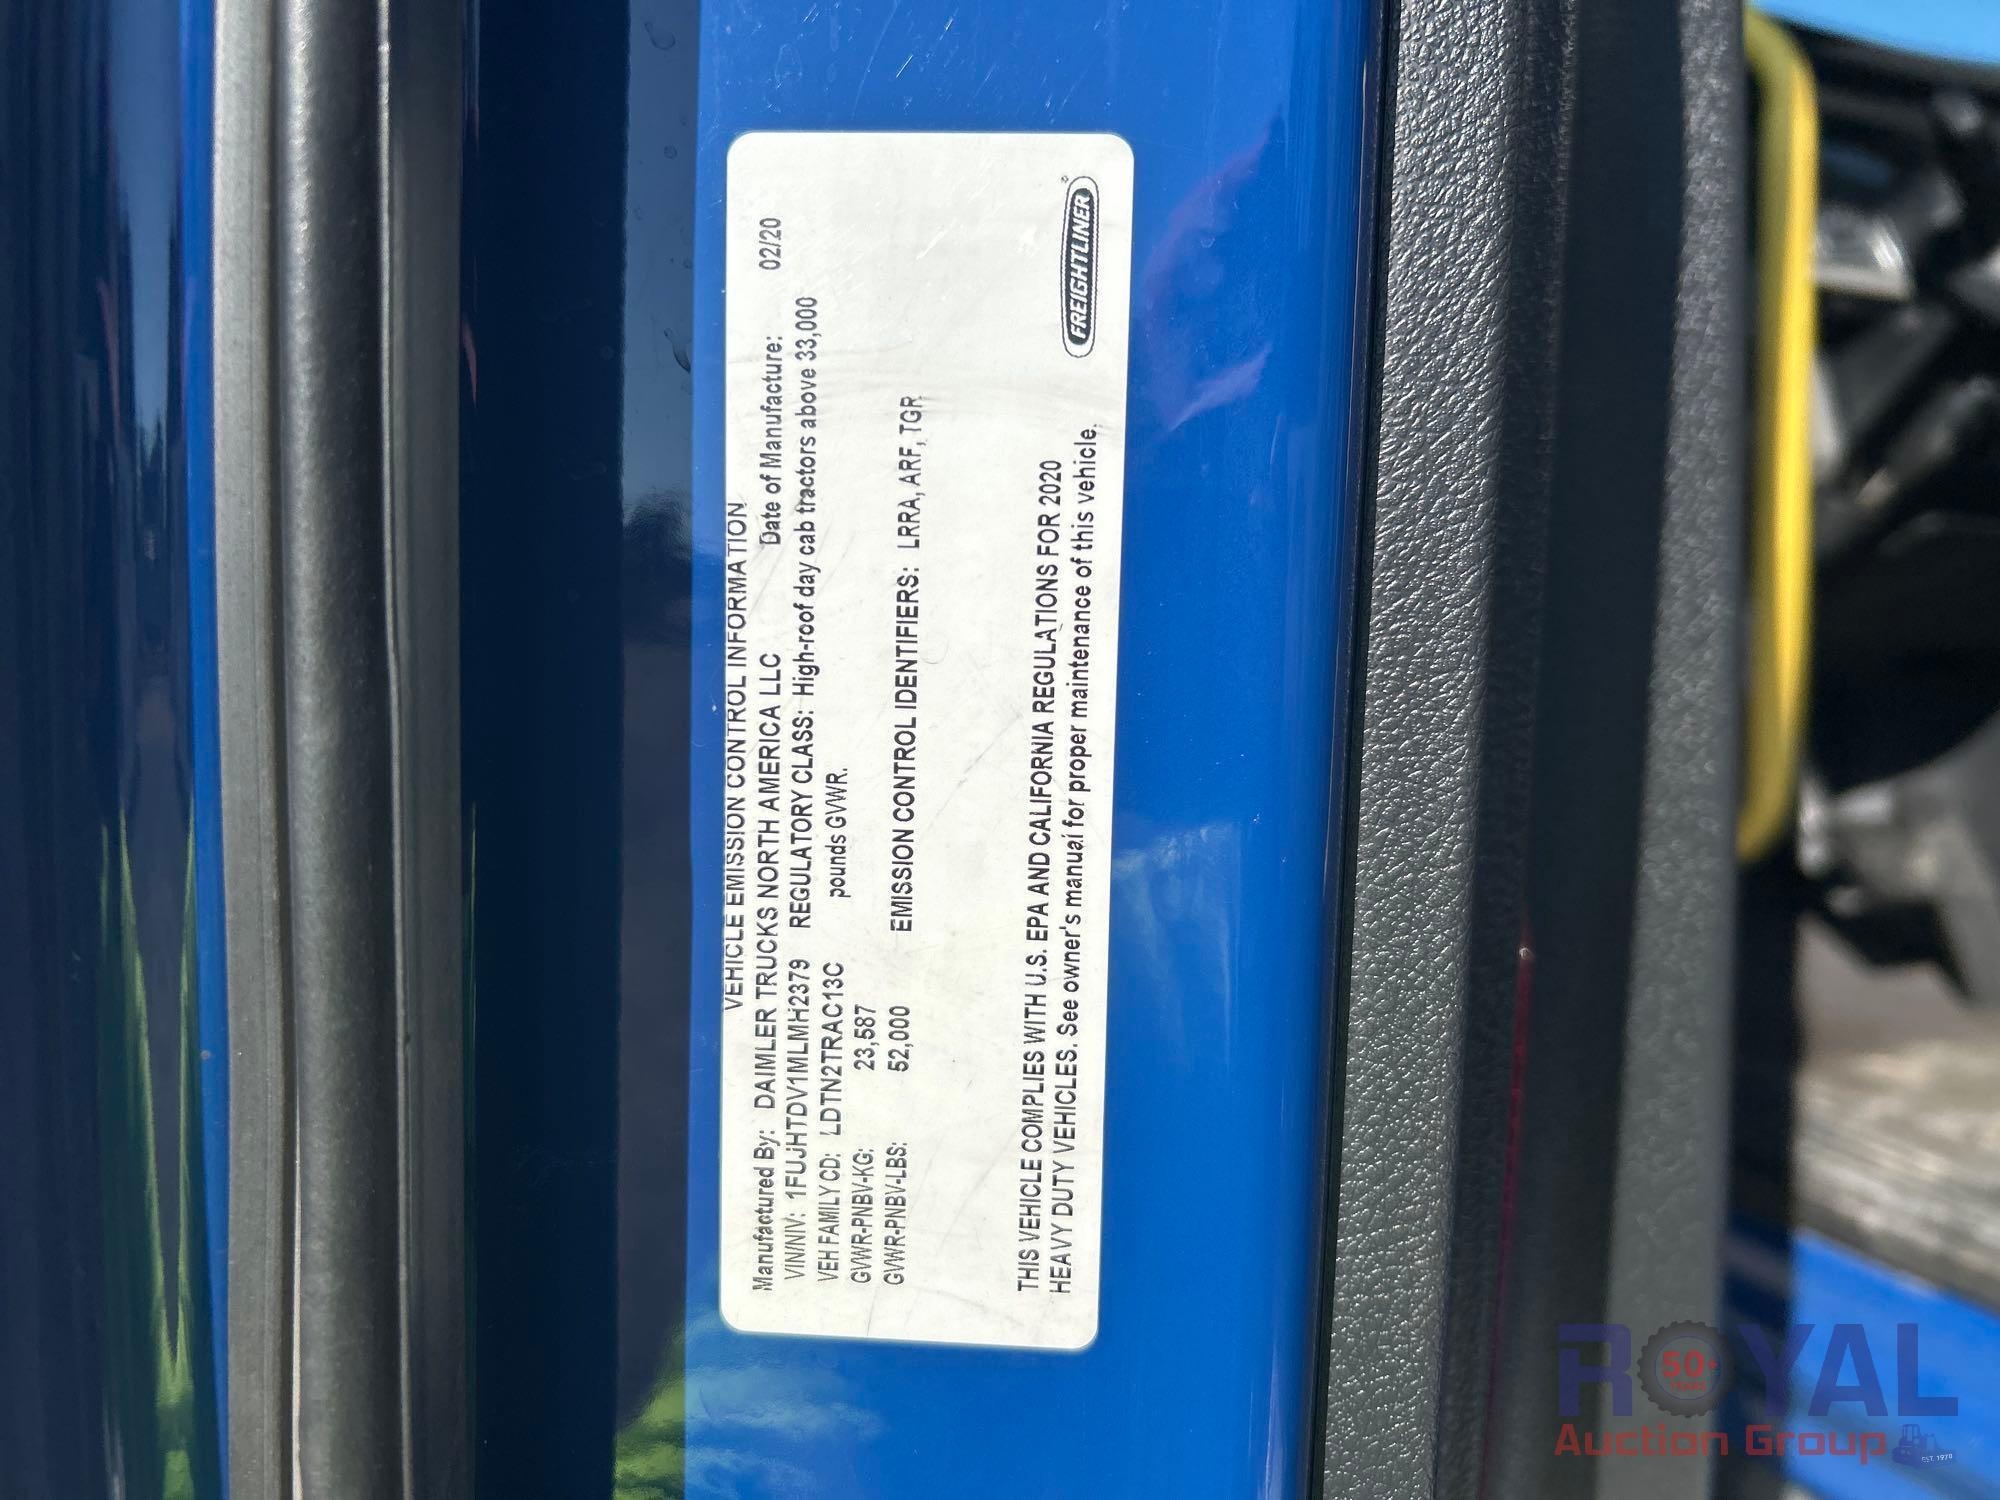 VEHICLE EMISSION CONTROL INFORMATION
Manufactured By: DAIMLER TRUCKS NORTH AMERICA LLC Date of Manufacture: 02/20
VIN/NIV: 1FUJHTDV1MLMH2379 REGULATORY CLASS: High-roof day cab tractors above 33,000
VEH FAMILY CD: LDTN2TRAC13C pounds GVWR.
GVWR-PNBV-KG: 23,587
GVWR-PNBV-LBS: 52,000 EMISSION CONTROL IDENTIFIERS: LRRA, ARF, TGR
THIS VEHICLE COMPLIES WITH U.S. EPA AND CALIFORNIA REGULATIONS FOR 2020
HEAVY DUTY VEHICLES. See owner's manual for proper maintenance of this vehicle.
FREIGHTLINER®
ROYAL
50+
YEARS
Auction Group
EST. 1970